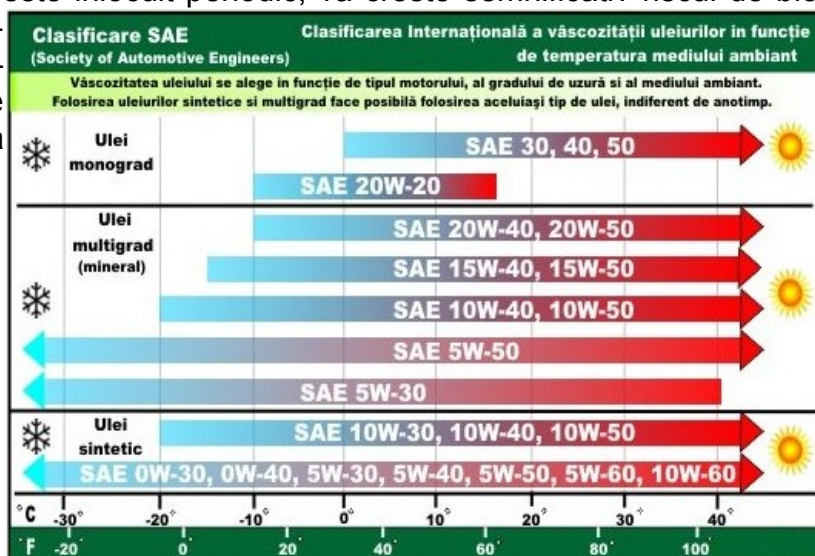 Clasificare SAE
(Society of Automotive Engineers)
Clasificarea Internațională a vâscozității uleiurilor in funcție
de temperatura mediului ambiant
Vâscozitatea uleiului se alege in funcție de tipul motorului, al gradului de uzură si al mediului ambiant.
Folosirea uleiurilor sintetice si multigrad face posibilă folosirea aceluiași tip de ulei, indiferent de anotimp.
Ulei
monograd
SAE 30, 40, 50
SAE 20W-20
Ulei
multigrad
(mineral)
SAE 20W-40, 20W-50
SAE 15W-40, 15W-50
SAE 10W-40, 10W-50
SAE 5W-50
SAE 5W-30
Ulei
sintetic
SAE 10W-30, 10W-40, 10W-50
SAE 0W-30, 0W-40, 5W-30, 5W-40, 5W-50, 5W-60, 10W-60
°C -30° -20° -10° 0° 10° 20° 30° 40°
°F -20° 0° 20° 40° 60° 80° 100°